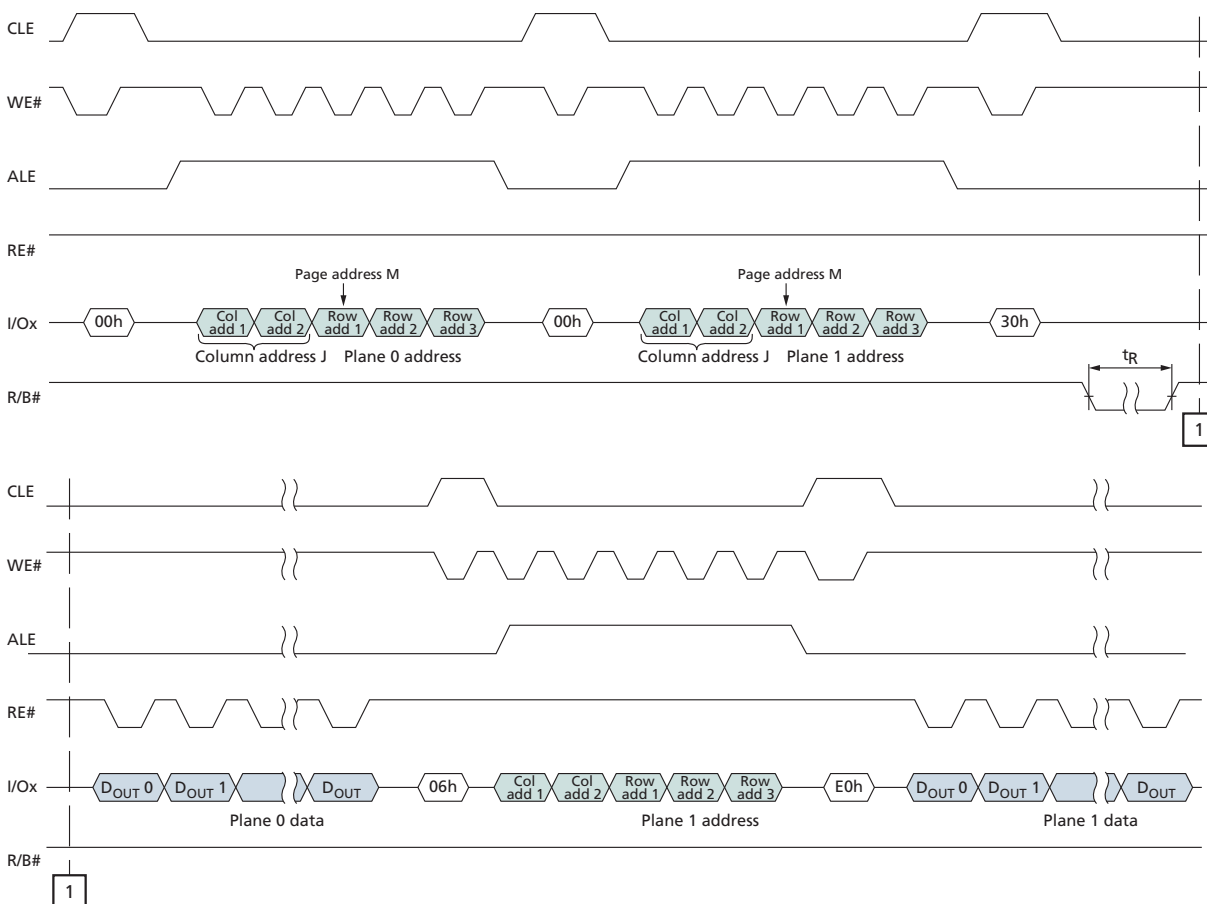 CLE
WE#
ALE
RE#
Page address M
Page address M
I/Ox
00h
Col add 1
Col add 2
Row add 1
Row add 2
Row add 3
00h
Col add 1
Col add 2
Row add 1
Row add 2
Row add 3
30h
Column address J
Plane 0 address
Column address J
Plane 1 address
tR
R/B#
1
CLE
WE#
ALE
RE#
I/Ox
DOUT 0
DOUT 1
DOUT
06h
Col add 1
Col add 2
Row add 1
Row add 2
Row add 3
E0h
DOUT 0
DOUT 1
DOUT
Plane 0 data
Plane 1 address
Plane 1 data
R/B#
1